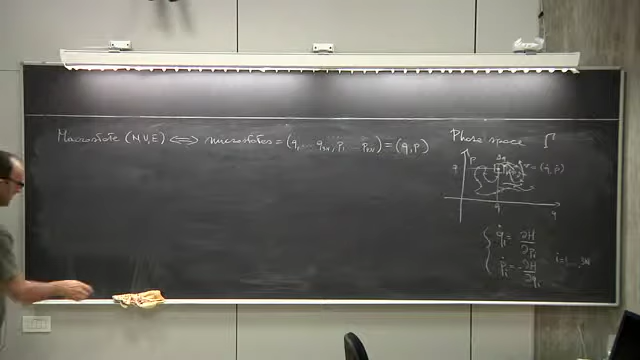 Macrostate (N,V,E) ⟺ microstates = (q₁ ... q₃ₙ, p₁ ... p₃ₙ) = (q, p)
Phase space Γ
p
= (q, p)
q
q
q̇ᵢ = ∂H/∂pᵢ
ṗᵢ = -∂H/∂qᵢ i=1...,3N